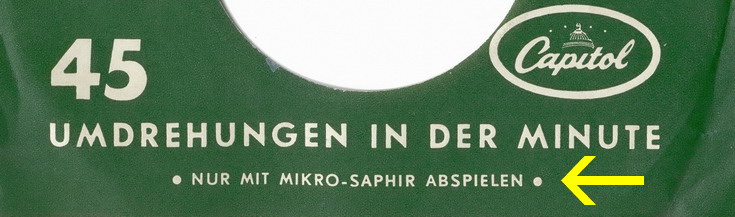 45
Capitol
UMDREHUNGEN IN DER MINUTE
• NUR MIT MIKRO-SAPHIR ABSPIELEN •